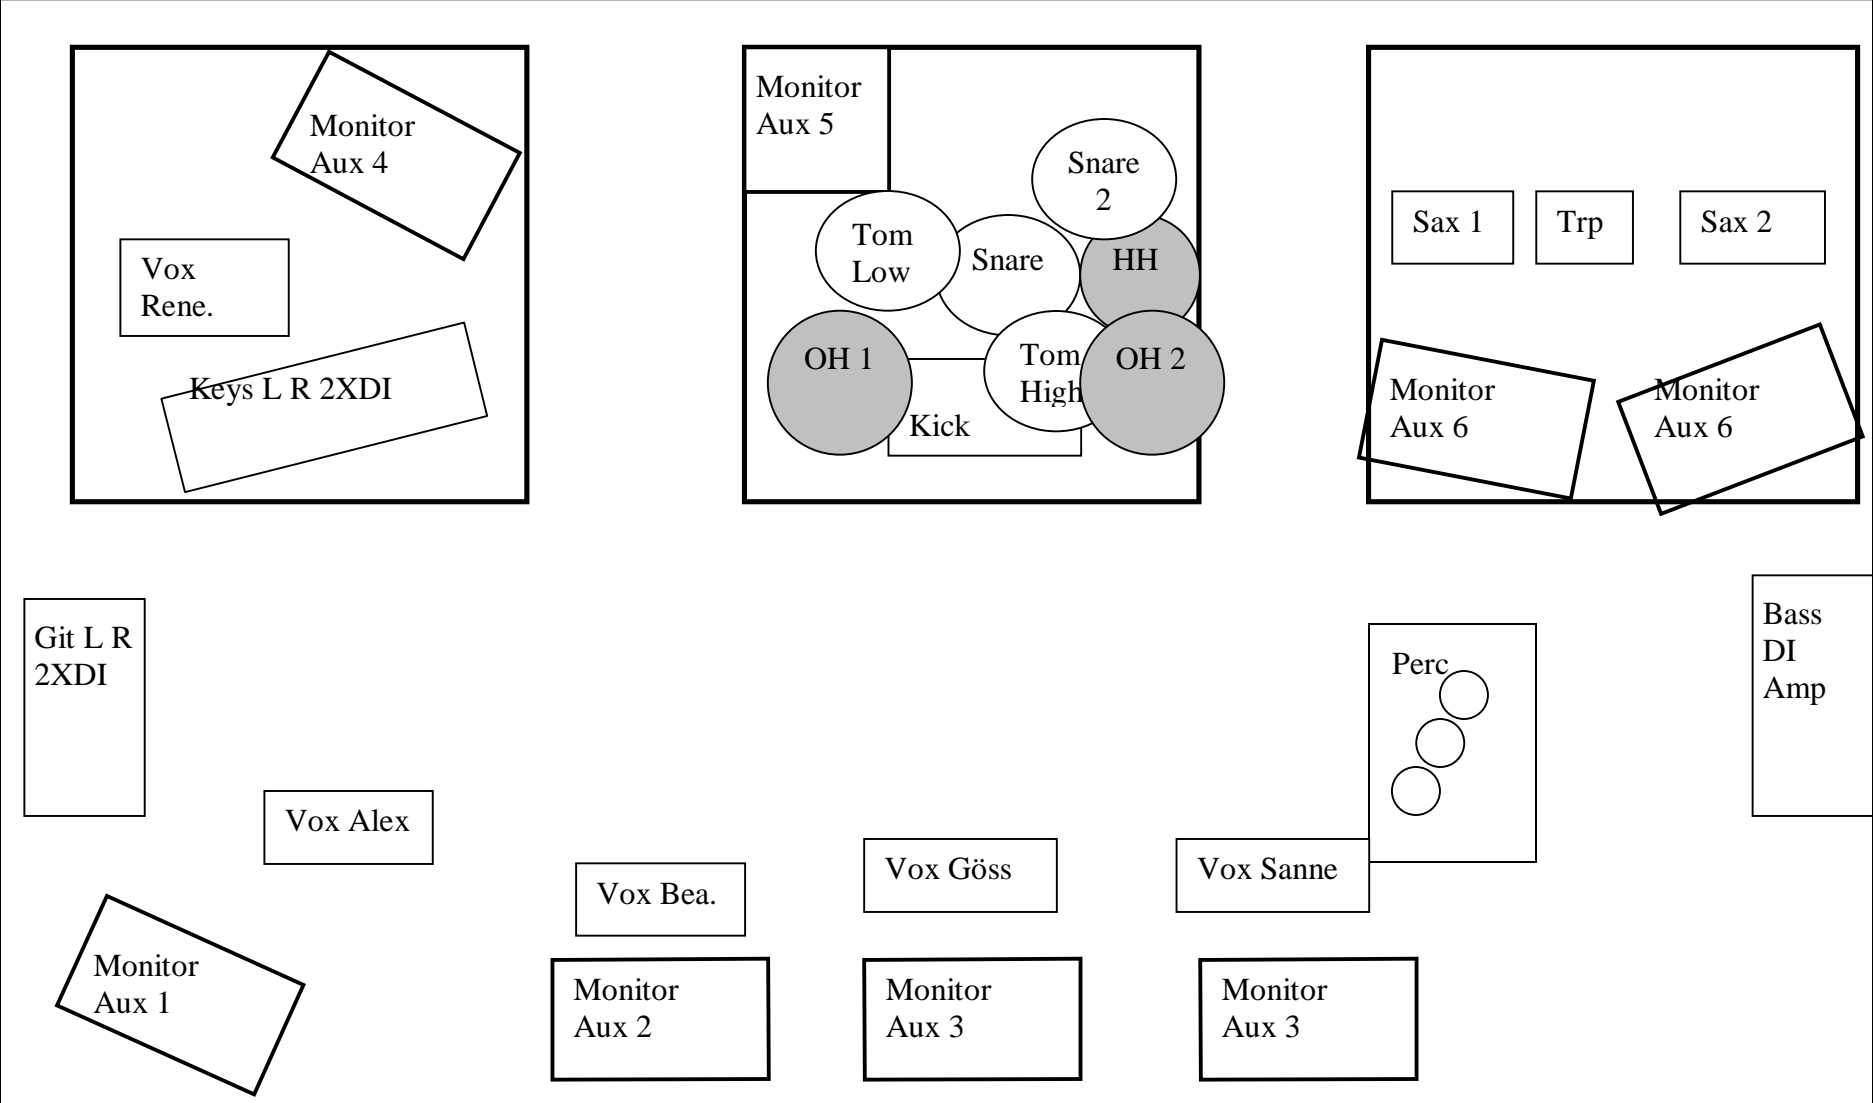 Monitor
Aux 4
Vox
Rene.
Keys L R 2XDI
Monitor
Aux 5
Snare
2
Tom
Low
Snare
HH
OH 1
Tom
High
OH 2
Kick
Sax 1
Trp
Sax 2
Monitor
Aux 6
Monitor
Aux 6
Git L R
2XDI
Perc
Bass
DI
Amp
Vox Alex
Vox Bea.
Vox Göss
Vox Sanne
Monitor
Aux 1
Monitor
Aux 2
Monitor
Aux 3
Monitor
Aux 3